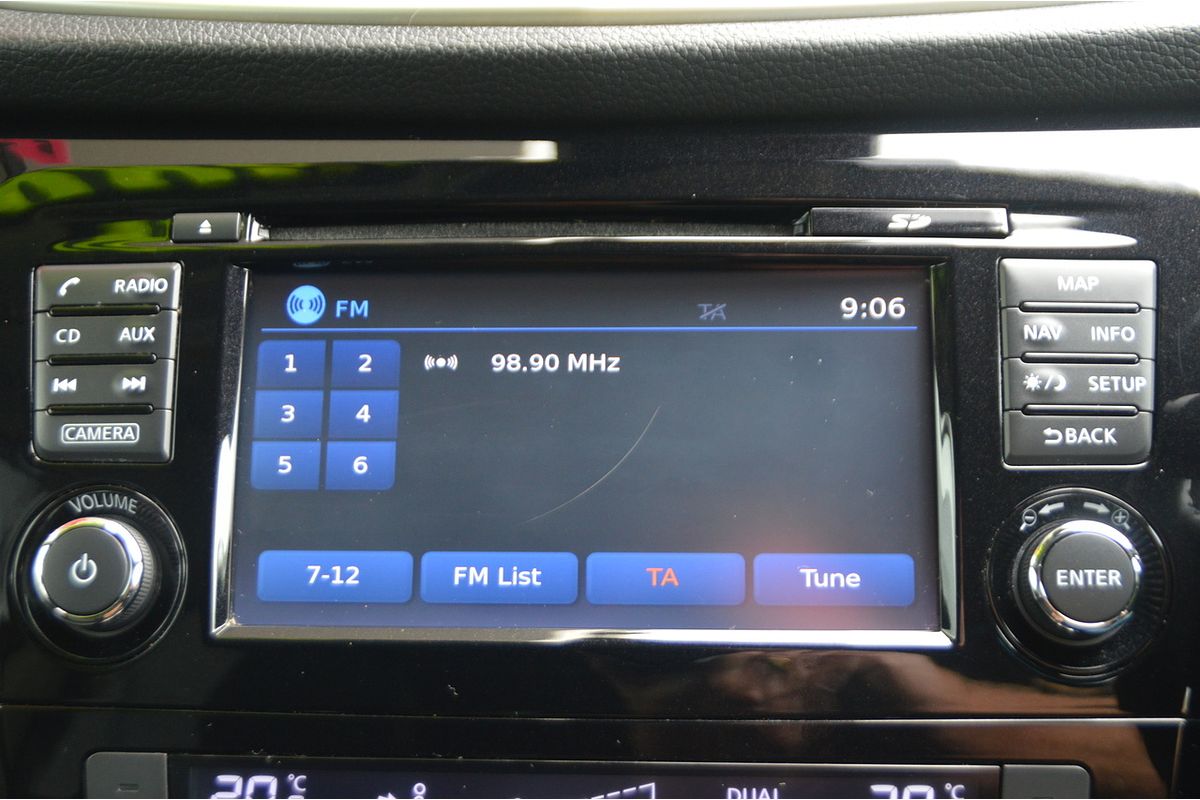 SD
RADIO
CD AUX
CAMERA
VOLUME
FM TA 9:06
1 2 98.90 MHz
3 4
5 6
7-12 FM List TA Tune
MAP
NAV INFO
SETUP
BACK
ENTER
°C DUAL °C